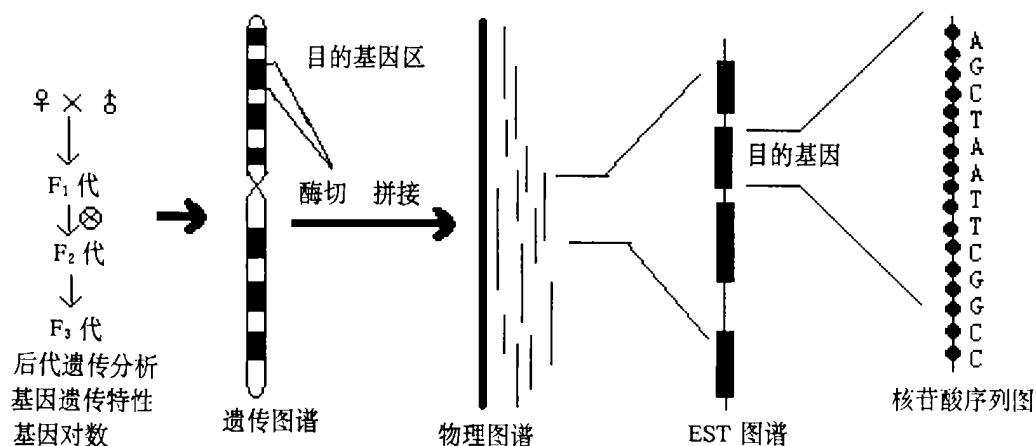 ♀ × ♂
F₁ 代
⊗
F₂ 代
F₃ 代
后代遗传分析
基因遗传特性
基因对数
目的基因区
遗传图谱
酶切 拼接
物理图谱
目的基因
EST 图谱
A
G
C
T
A
A
T
T
C
G
G
C
C
核苷酸序列图